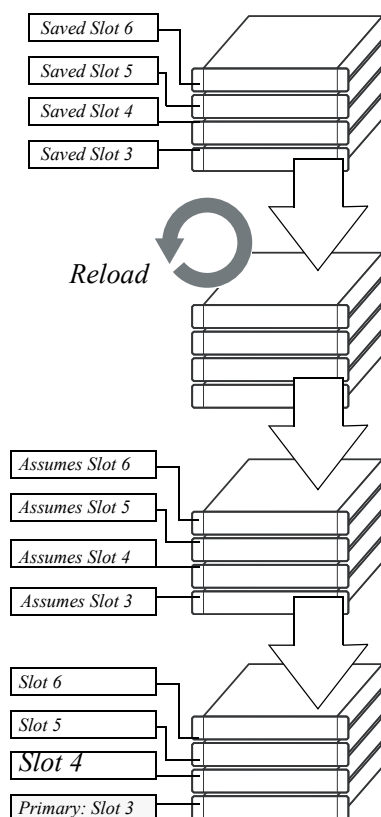 Saved Slot 6
Saved Slot 5
Saved Slot 4
Saved Slot 3
Reload
Assumes Slot 6
Assumes Slot 5
Assumes Slot 4
Assumes Slot 3
Slot 6
Slot 5
Slot 4
Primary: Slot 3